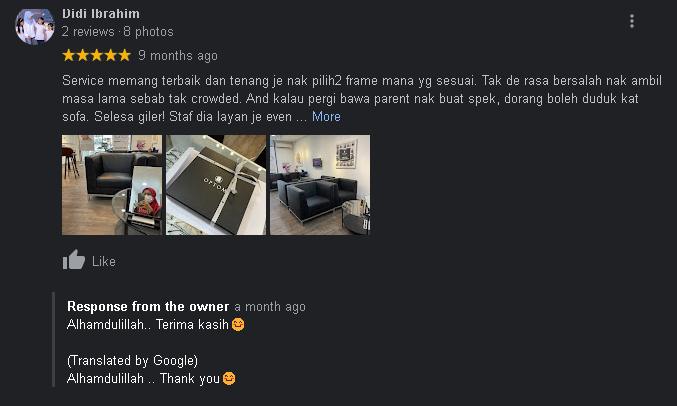 Didi Ibrahim
2 reviews · 8 photos
9 months ago
Service memang terbaik dan tenang je nak pilih2 frame mana yg sesuai. Tak de rasa bersalah nak ambil
masa lama sebab tak crowded. And kalau pergi bawa parent nak buat spek, dorang boleh duduk kat
sofa. Selesa giler! Staf dia layan je even ... More
OPTOM
Like
Response from the owner a month ago
Alhamdulillah.. Terima kasih😊
(Translated by Google)
Alhamdulillah .. Thank you😊